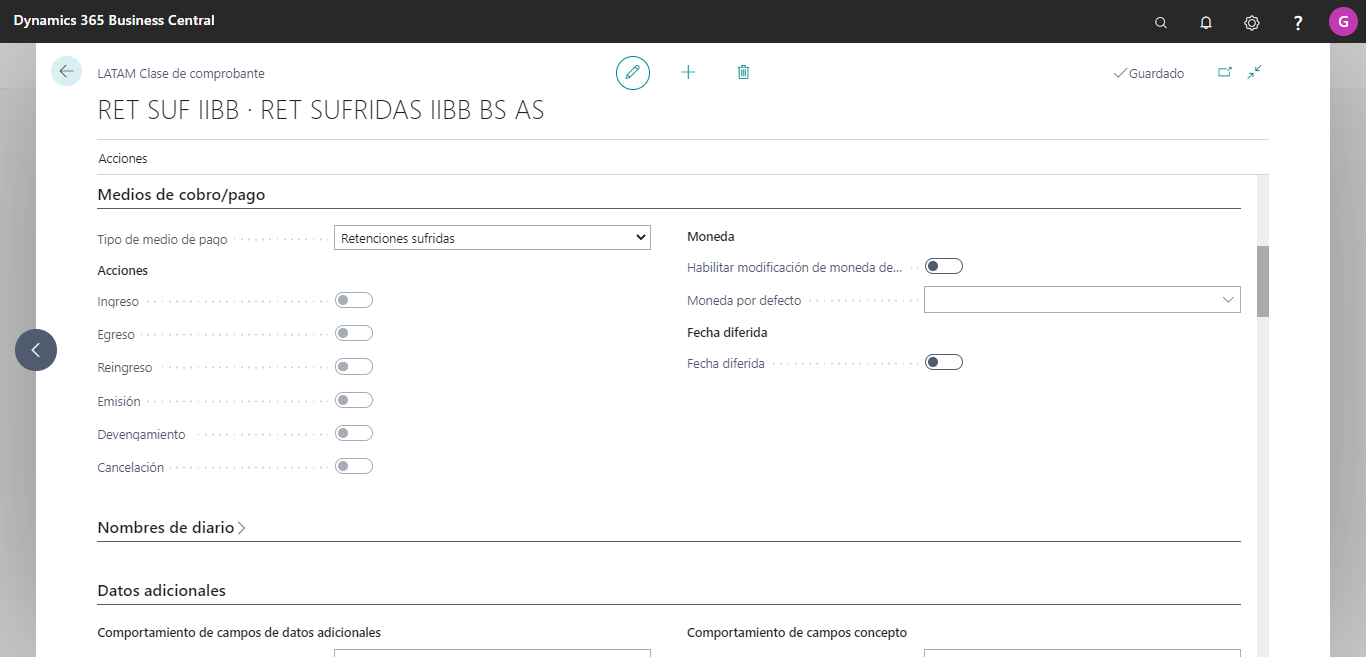 Dynamics 365 Business Central
?
G
LATAM Clase de comprobante
Guardado
RET SUF IIBB · RET SUFRIDAS IIBB BS AS
Acciones
Medios de cobro/pago
Tipo de medio de pago
Retenciones sufridas
Acciones
Ingreso
Egreso
Reingreso
Emisión
Devengamiento
Cancelación
Moneda
Habilitar modificación de moneda de...
Moneda por defecto
Fecha diferida
Fecha diferida
Nombres de diario
Datos adicionales
Comportamiento de campos de datos adicionales
Comportamiento de campos concepto